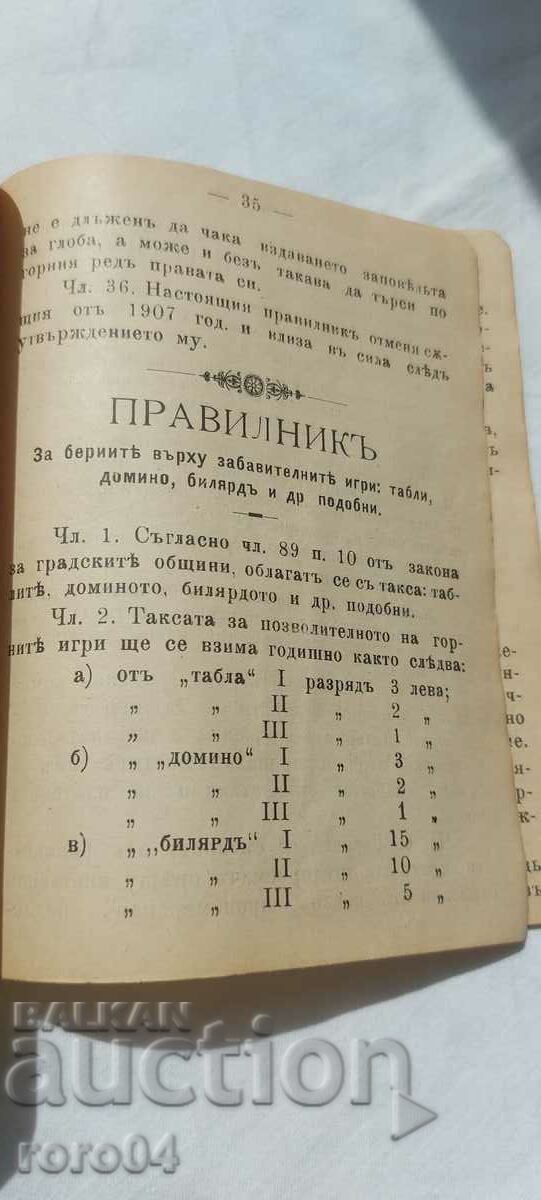 — 35 —
не е длъженъ да чака издаването заповѣдьта
за глоба, а може и безъ такава да търси по
горния редъ правата си.
Чл. 36. Настоящия правилникъ отменя сж-
щия отъ 1907 год. и влиза въ сила слѣдъ
утвърждението му.
ПРАВИЛНИКЪ
За бериитѣ върху забавителнитѣ игри: табли,
домино, билярдъ и др подобни.
Чл. 1. Съгласно чл. 89 п. 10 отъ закона
за градскитѣ общини, облагатъ се съ такса: таб-
литѣ, доминото, билярдото и др. подобни.
Чл. 2. Таксата за позволителното на гор-
нитѣ игри ще се взима годишно както слѣдва:
а) отъ „табла“ I разрядъ 3 лева;
„ „ II „ 2 „
„ „ III „ 1 „
б) „ „домино“ I „ 3 „
„ „ II „ 2 „
„ „ III „ 1 „
в) „ „билярдъ“ I „ 15 „
„ „ II „ 10 „
„ „ III „ 5 „
BALKAN
auction
roro04